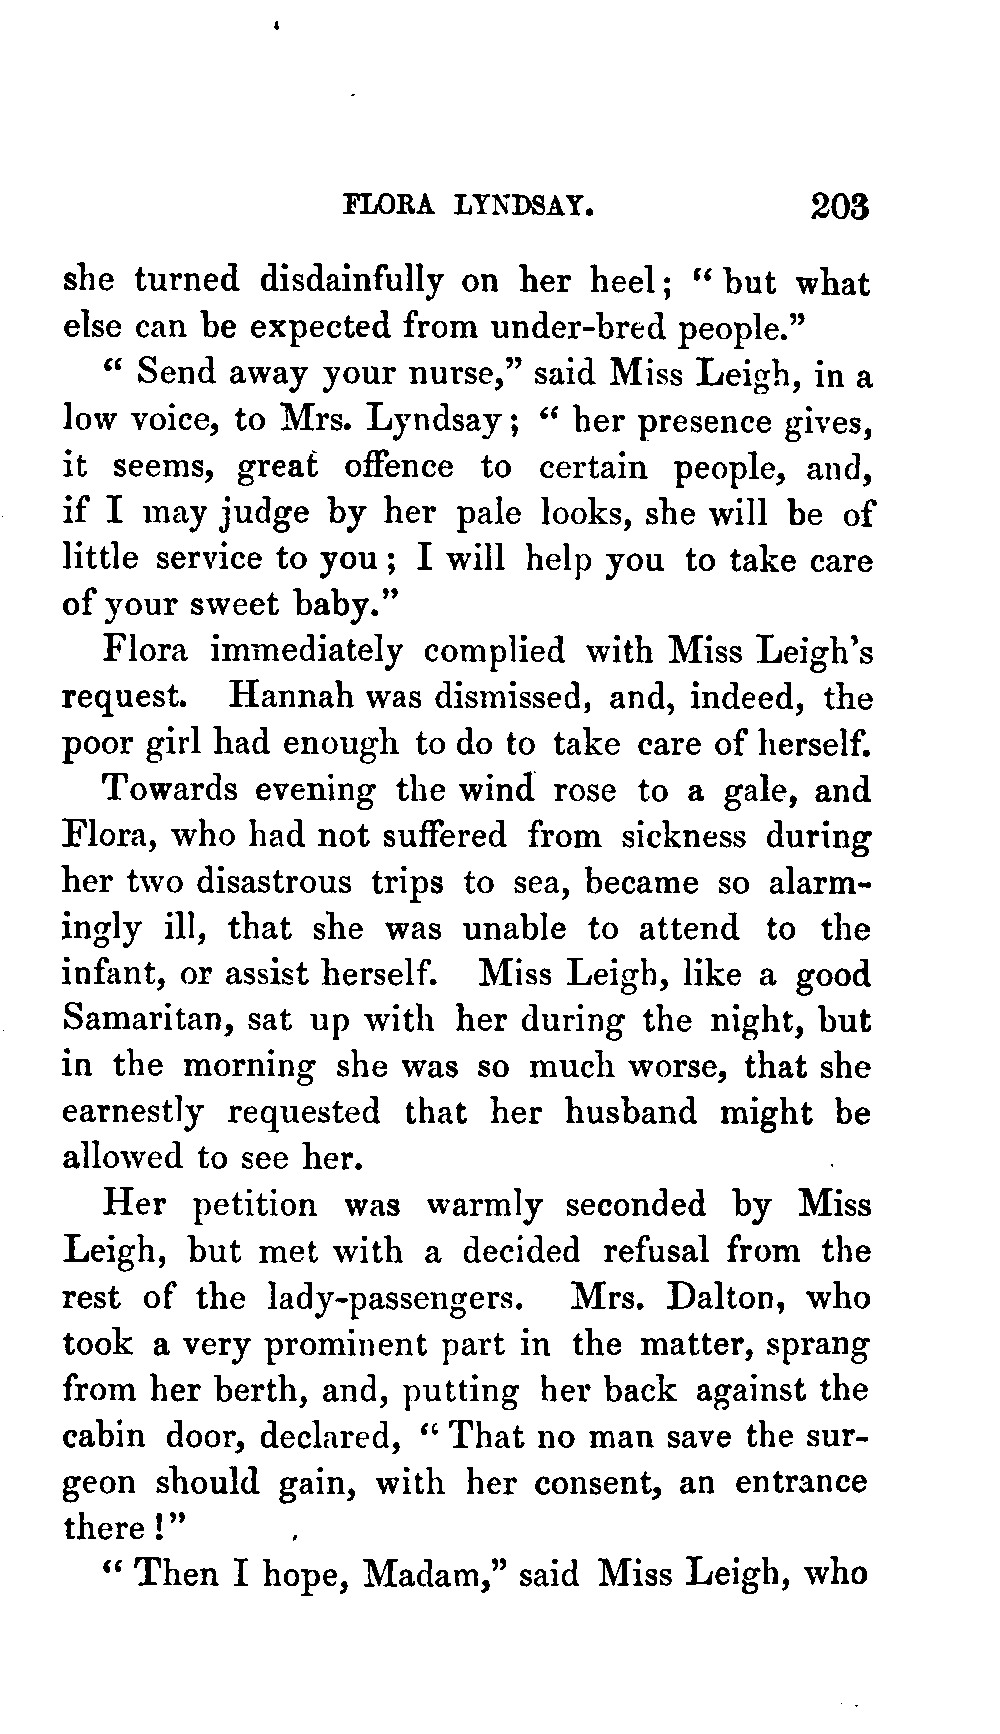 FLORA LYNDSAY. 203
she turned disdainfully on her heel; "but what
else can be expected from under-bred people."
" Send away your nurse," said Miss Leigh, in a
low voice, to Mrs. Lyndsay; " her presence gives,
it seems, great offence to certain people, and,
if I may judge by her pale looks, she will be of
little service to you; I will help you to take care
of your sweet baby."
Flora immediately complied with Miss Leigh's
request. Hannah was dismissed, and, indeed, the
poor girl had enough to do to take care of herself.
Towards evening the wind rose to a gale, and
Flora, who had not suffered from sickness during
her two disastrous trips to sea, became so alarm-
ingly ill, that she was unable to attend to the
infant, or assist herself. Miss Leigh, like a good
Samaritan, sat up with her during the night, but
in the morning she was so much worse, that she
earnestly requested that her husband might be
allowed to see her.
Her petition was warmly seconded by Miss
Leigh, but met with a decided refusal from the
rest of the lady-passengers. Mrs. Dalton, who
took a very prominent part in the matter, sprang
from her berth, and, putting her back against the
cabin door, declared, "That no man save the sur-
geon should gain, with her consent, an entrance
there!"
"Then I hope, Madam," said Miss Leigh, who